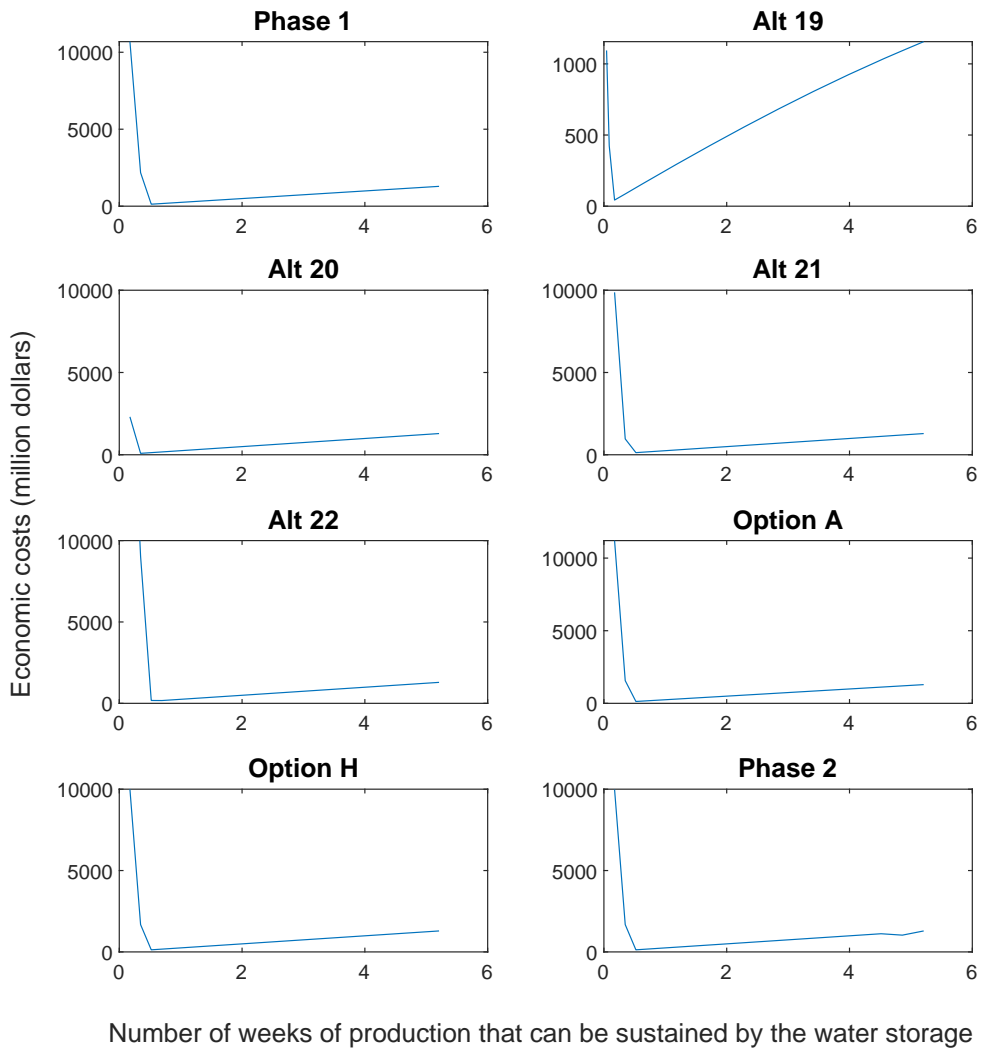 Phase 1
10000
5000
0
0 2 4 6
Alt 19
1000
500
0
0 2 4 6
Alt 20
10000
5000
0
0 2 4 6
Alt 21
10000
5000
0
0 2 4 6
Alt 22
10000
5000
0
0 2 4 6
Option A
10000
5000
0
0 2 4 6
Option H
10000
5000
0
0 2 4 6
Phase 2
10000
5000
0
0 2 4 6
Economic costs (million dollars)
Number of weeks of production that can be sustained by the water storage